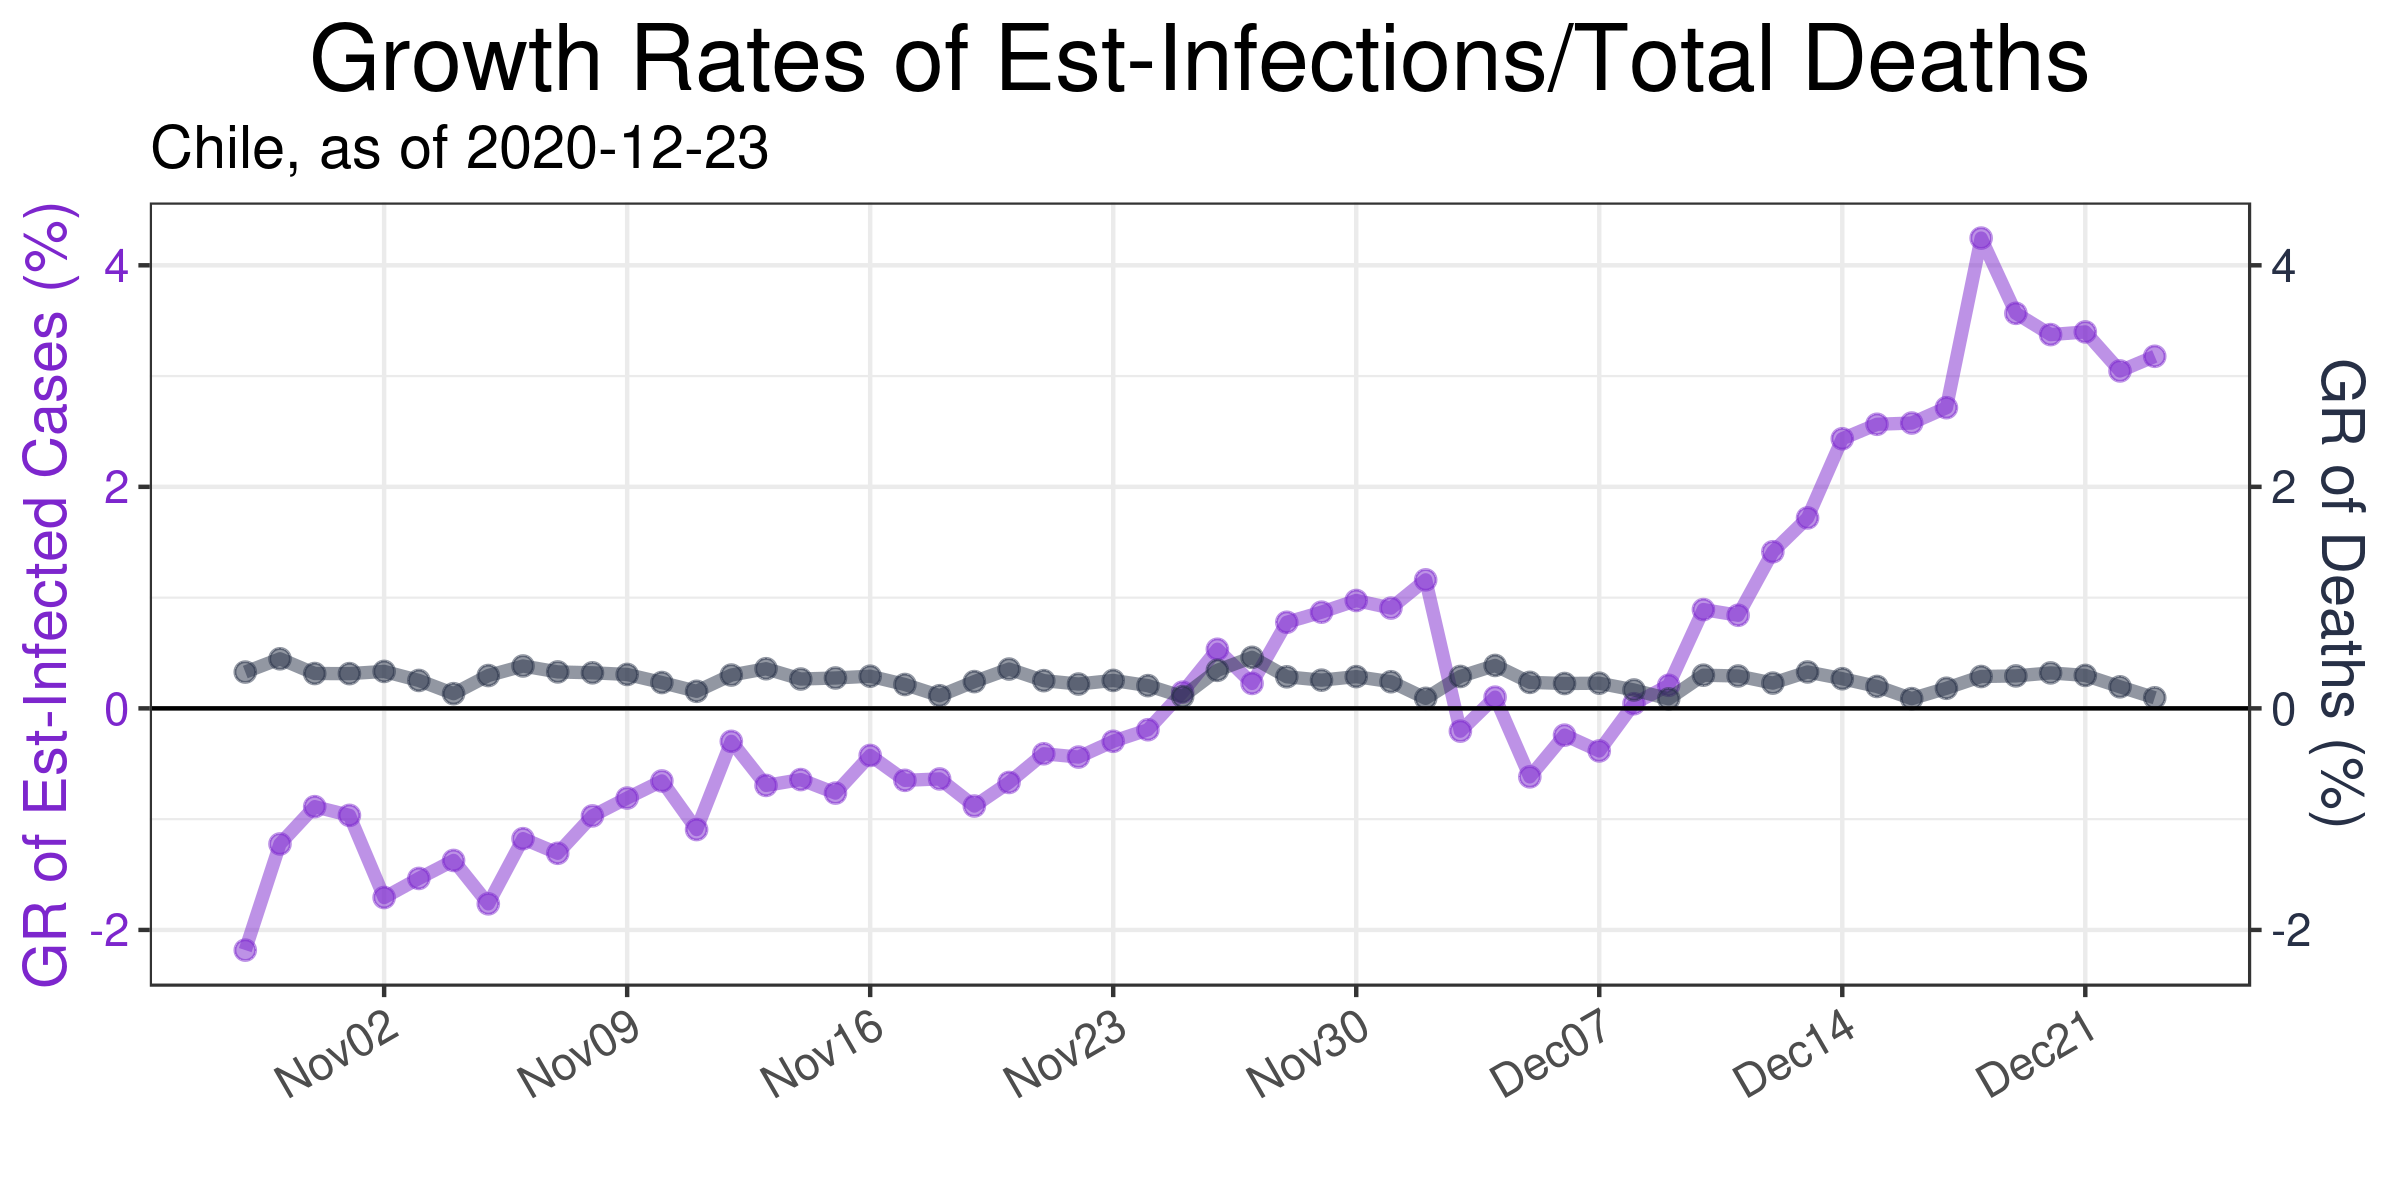 Growth Rates of Est-Infections/Total Deaths
Chile, as of 2020-12-23
GR of Est-Infected Cases (%)
4
2
0
-2
4
2
0
-2
GR of Deaths (%)
Nov02
Nov09
Nov16
Nov23
Nov30
Dec07
Dec14
Dec21